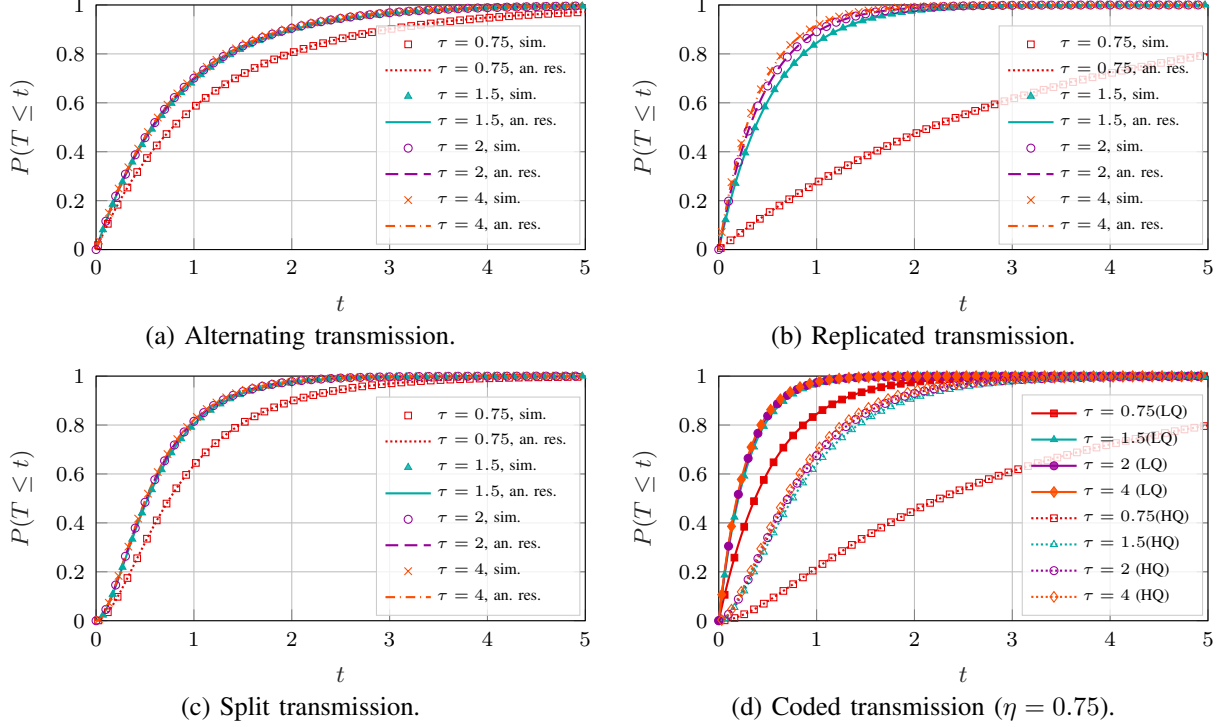 P(T ≤ t)
1
0.8
0.6
0.4
0.2
0
0 1 2 3 4 5
t
τ = 0.75, sim.
τ = 0.75, an. res.
τ = 1.5, sim.
τ = 1.5, an. res.
τ = 2, sim.
τ = 2, an. res.
τ = 4, sim.
τ = 4, an. res.
(a) Alternating transmission.
P(T ≤ t)
1
0.8
0.6
0.4
0.2
0
0 1 2 3 4 5
t
τ = 0.75, sim.
τ = 0.75, an. res.
τ = 1.5, sim.
τ = 1.5, an. res.
τ = 2, sim.
τ = 2, an. res.
τ = 4, sim.
τ = 4, an. res.
(b) Replicated transmission.
P(T ≤ t)
1
0.8
0.6
0.4
0.2
0
0 1 2 3 4 5
t
τ = 0.75, sim.
τ = 0.75, an. res.
τ = 1.5, sim.
τ = 1.5, an. res.
τ = 2, sim.
τ = 2, an. res.
τ = 4, sim.
τ = 4, an. res.
(c) Split transmission.
P(T ≤ t)
1
0.8
0.6
0.4
0.2
0
0 1 2 3 4 5
t
τ = 0.75(LQ)
τ = 1.5(LQ)
τ = 2 (LQ)
τ = 4 (LQ)
τ = 0.75(HQ)
τ = 1.5(HQ)
τ = 2 (HQ)
τ = 4 (HQ)
(d) Coded transmission (η = 0.75).